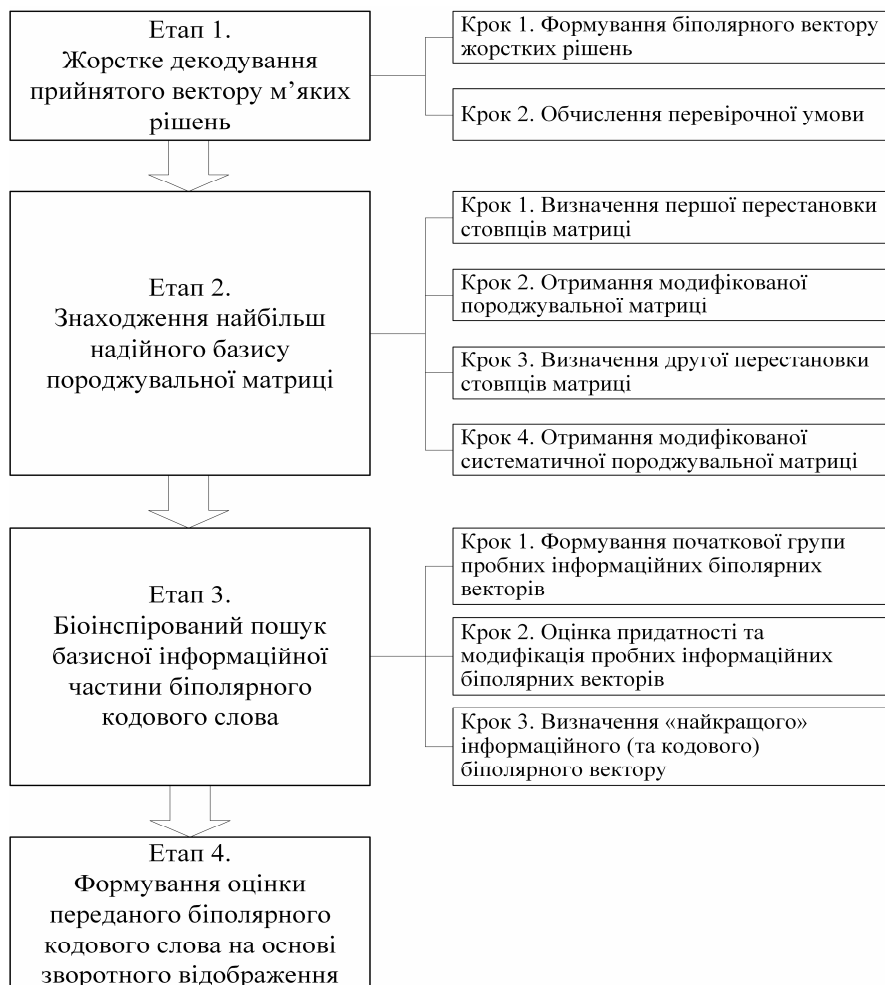 Етап 1.
Жорстке декодування
прийнятого вектору м’яких
рішень
Крок 1. Формування біполярного вектору
жорстких рішень
Крок 2. Обчислення перевірочної умови
Етап 2.
Знаходження найбільш
надійного базису
породжувальної матриці
Крок 1. Визначення першої перестановки
стовпців матриці
Крок 2. Отримання модифікованої
породжувальної матриці
Крок 3. Визначення другої перестановки
стовпців матриці
Крок 4. Отримання модифікованої
систематичної породжувальної матриці
Етап 3.
Біоінспірований пошук
базисної інформаційної
частини біполярного
кодового слова
Крок 1. Формування початкової групи
пробних інформаційних біполярних
векторів
Крок 2. Оцінка придатності та
модифікація пробних інформаційних
біполярних векторів
Крок 3. Визначення «найкращого»
інформаційного (та кодового)
біполярного вектору
Етап 4.
Формування оцінки
переданого біполярного
кодового слова на основі
зворотного відображення